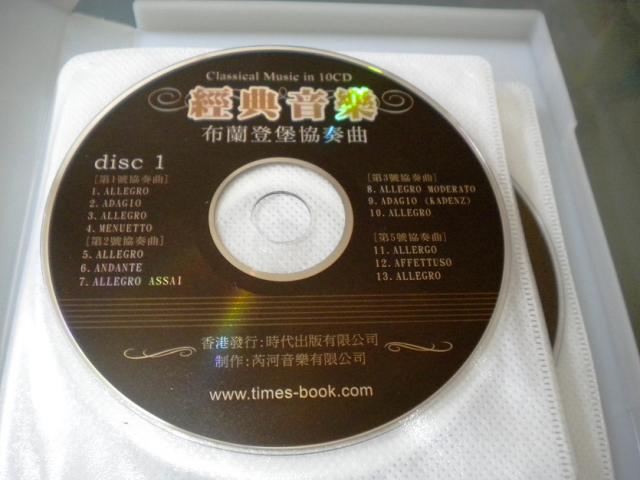 Classical Music in 10CD
經典音樂
布蘭登堡協奏曲
disc 1
[第1號協奏曲]
1. ALLEGRO
2. ADAGIO
3. ALLEGRO
4. MENUETTO
[第2號協奏曲]
5. ALLEGRO
6. ANDANTE
7. ALLEGRO ASSAI
[第3號協奏曲]
8. ALLEGRO MODERATO
9. ADAGIO (KADENZ)
10. ALLEGRO
[第5號協奏曲]
11. ALLERGO
12. AFFETTUSO
13. ALLEGRO
香港發行:時代出版有限公司
制作:芮河音樂有限公司
www.times-book.com